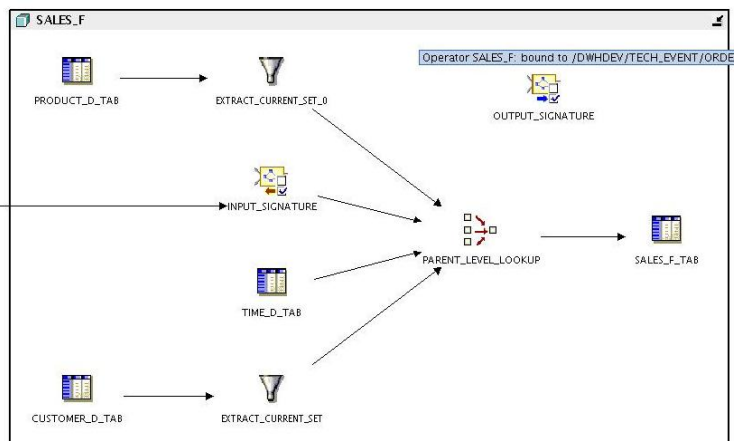 SALES_F
Operator SALES_F: bound to /DWHDEV/TECH_EVENT/ORDE
PRODUCT_D_TAB
EXTRACT_CURRENT_SET_0
OUTPUT_SIGNATURE
INPUT_SIGNATURE
PARENT_LEVEL_LOOKUP
SALES_F_TAB
TIME_D_TAB
CUSTOMER_D_TAB
EXTRACT_CURRENT_SET